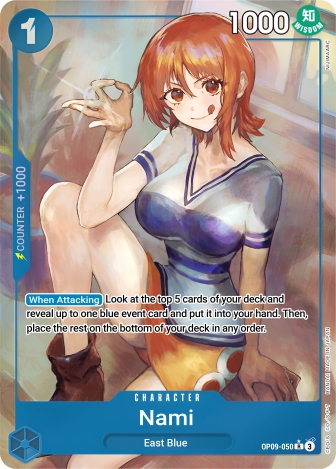 1
1000
知
WISDOM
COUNTER +1000
When Attacking Look at the top 5 cards of your deck and
reveal up to one blue event card and put it into your hand. Then,
place the rest on the bottom of your deck in any order.
CHARACTER
Nami
East Blue
OP09-050 R 3